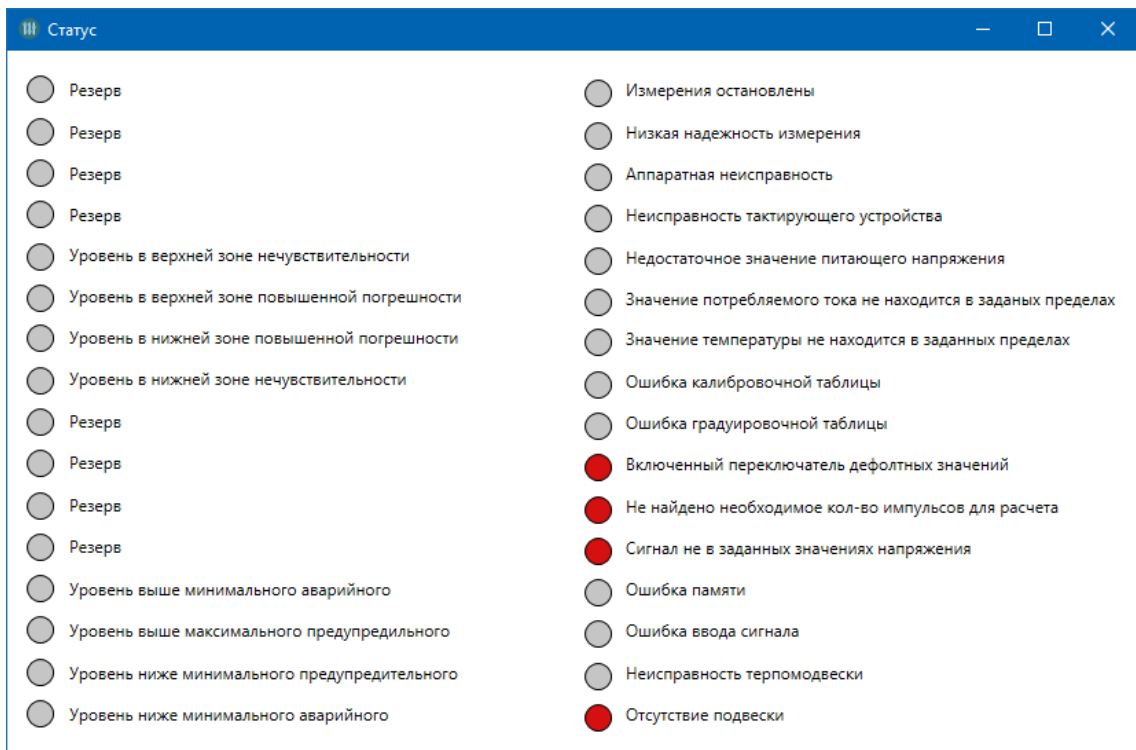 Статус
Резерв
Резерв
Резерв
Резерв
Уровень в верхней зоне нечувствительности
Уровень в верхней зоне повышенной погрешности
Уровень в нижней зоне повышенной погрешности
Уровень в нижней зоне нечувствительности
Резерв
Резерв
Резерв
Резерв
Уровень выше минимального аварийного
Уровень выше максимального предупредильного
Уровень ниже минимального предупредительного
Уровень ниже минимального аварийного
Измерения остановлены
Низкая надежность измерения
Аппаратная неисправность
Неисправность тактирующего устройства
Недостаточное значение питающего напряжения
Значение потребляемого тока не находится в заданых пределах
Значение температуры не находится в заданных пределах
Ошибка калибровочной таблицы
Ошибка градуировочной таблицы
Включенный переключатель дефолтных значений
Не найдено необходимое кол-во импульсов для расчета
Сигнал не в заданных значениях напряжения
Ошибка памяти
Ошибка ввода сигнала
Неисправность терпомодвески
Отсутствие подвески